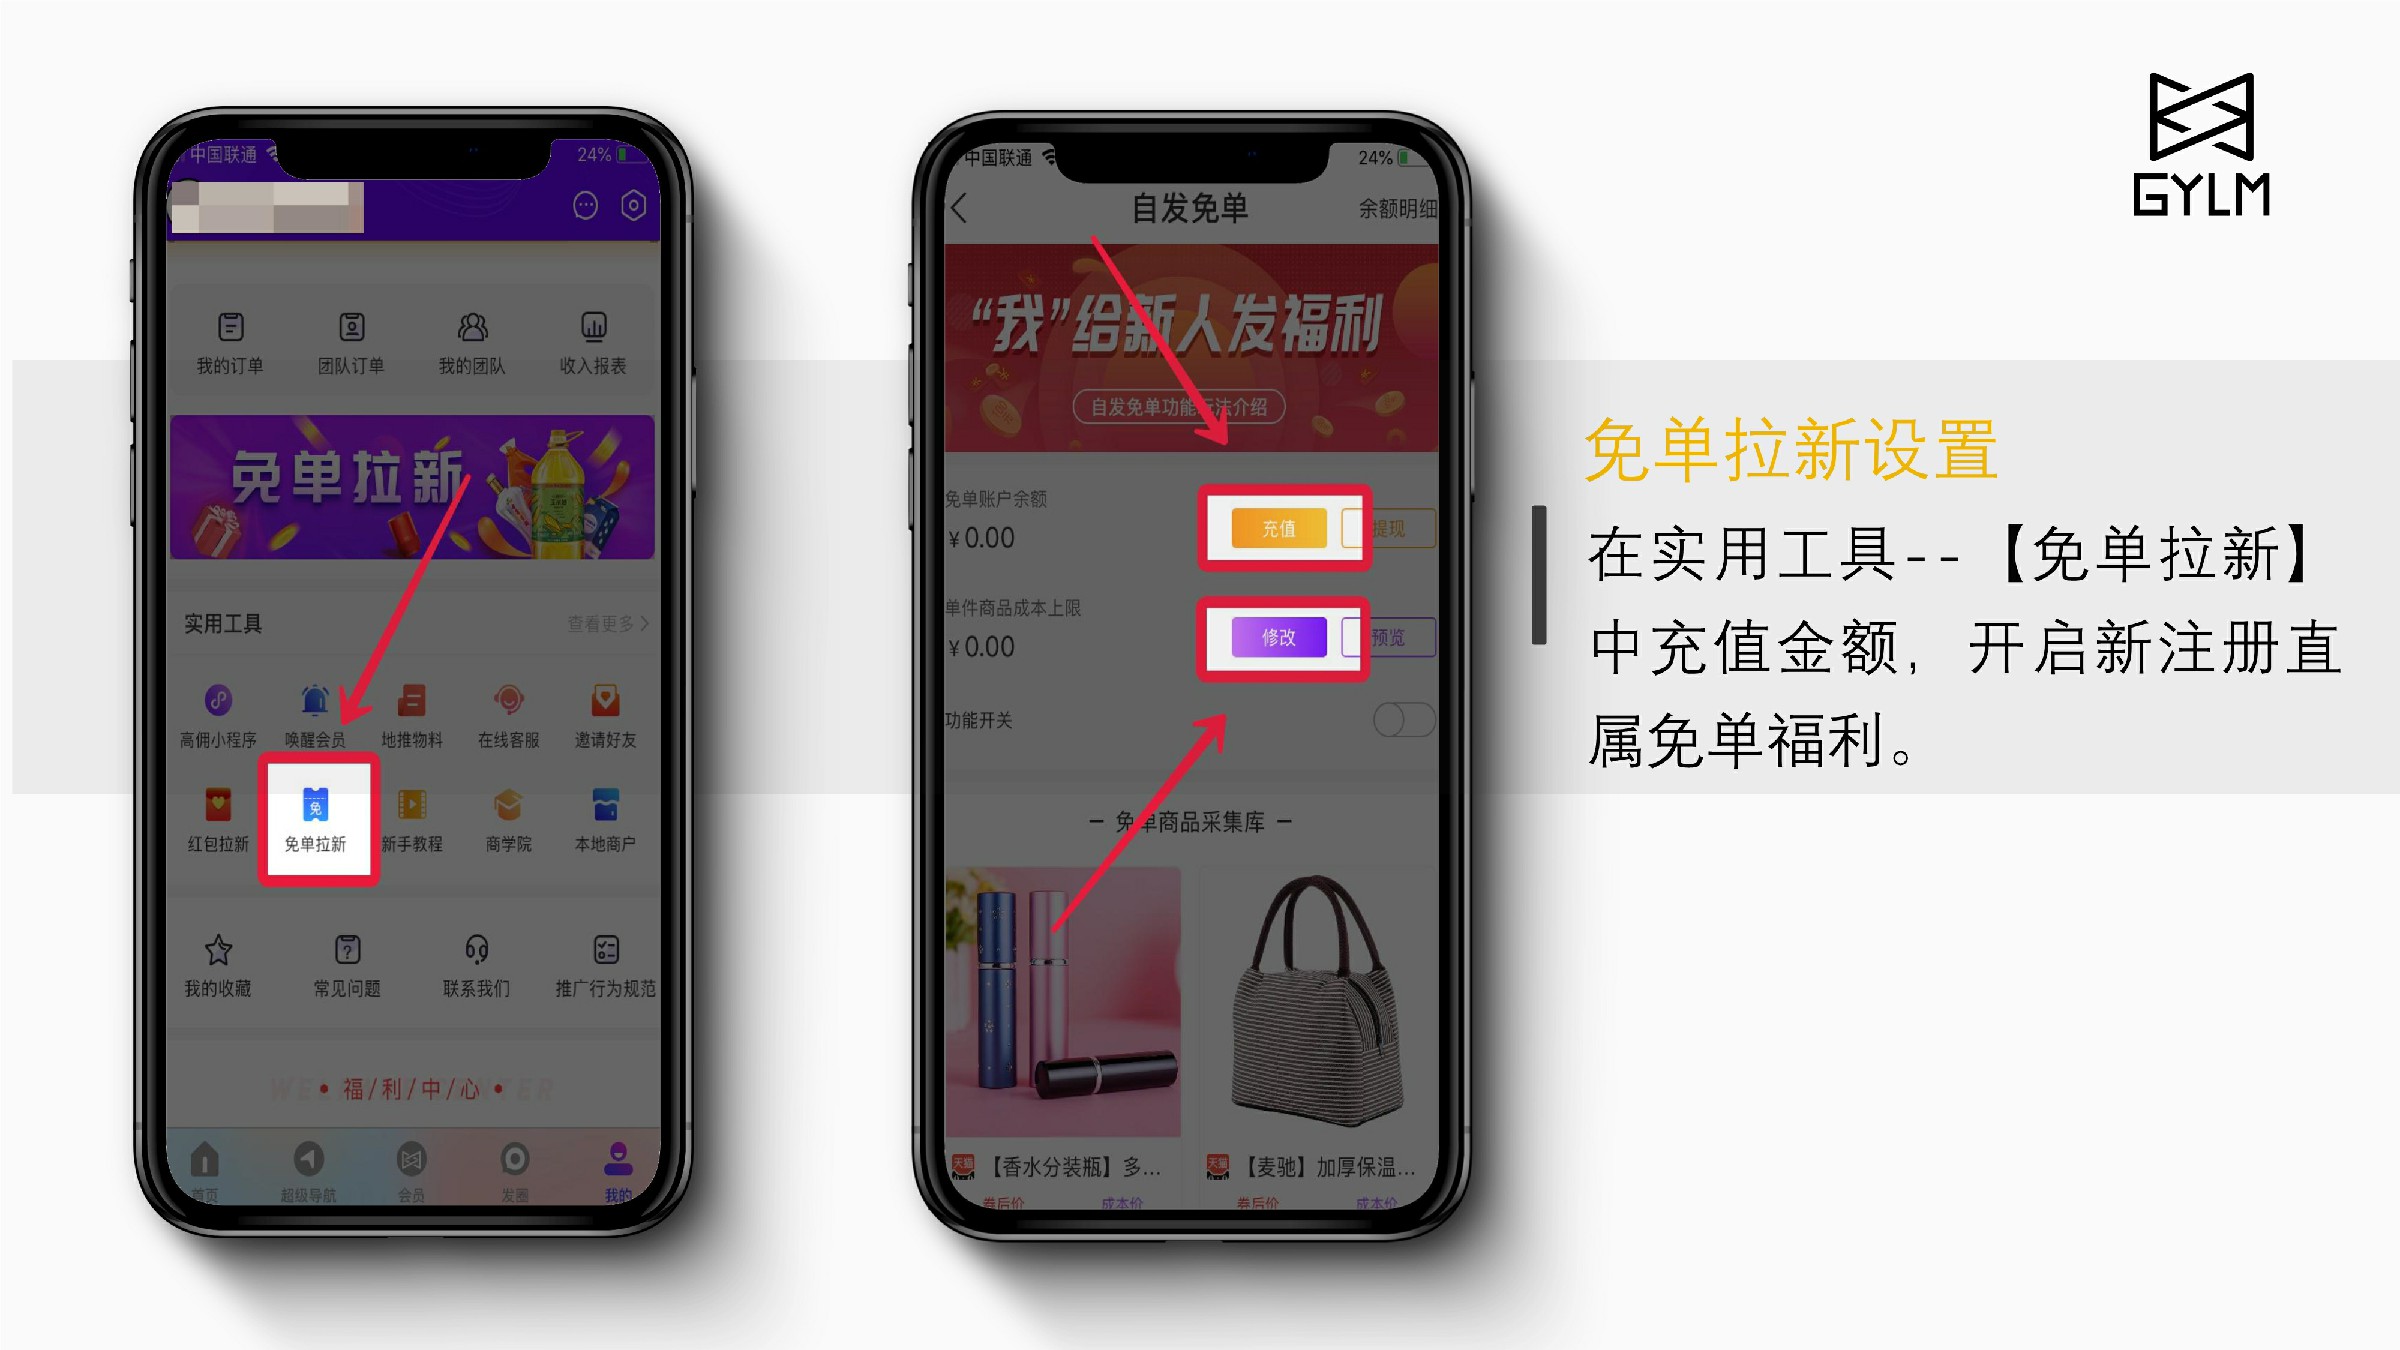 中国联通
24%
我的订单
团队订单
我的团队
收入报表
免单拉新
实用工具
查看更多
高佣小程序
唤醒会员
地推物料
在线客服
邀请好友
红包拉新
免
免单拉新
新手教程
商学院
本地商户
我的收藏
常见问题
联系我们
推广行为规范
福/利/中/心
首页
超级导航
会员
发圈
我的
中国联通
24%
自发免单
余额明细
“我”给新人发福利
自发免单功能玩法介绍
免单账户余额
¥0.00
充值
提现
单件商品成本上限
¥0.00
修改
预览
功能开关
免单商品采集库
天猫
【香水分装瓶】多...
天猫
【麦驰】加厚保温...
券后价
成本价
券后价
成本价
GYLM
免单拉新设置
在实用工具--【免单拉新】
中充值金额，开启新注册直
属免单福利。